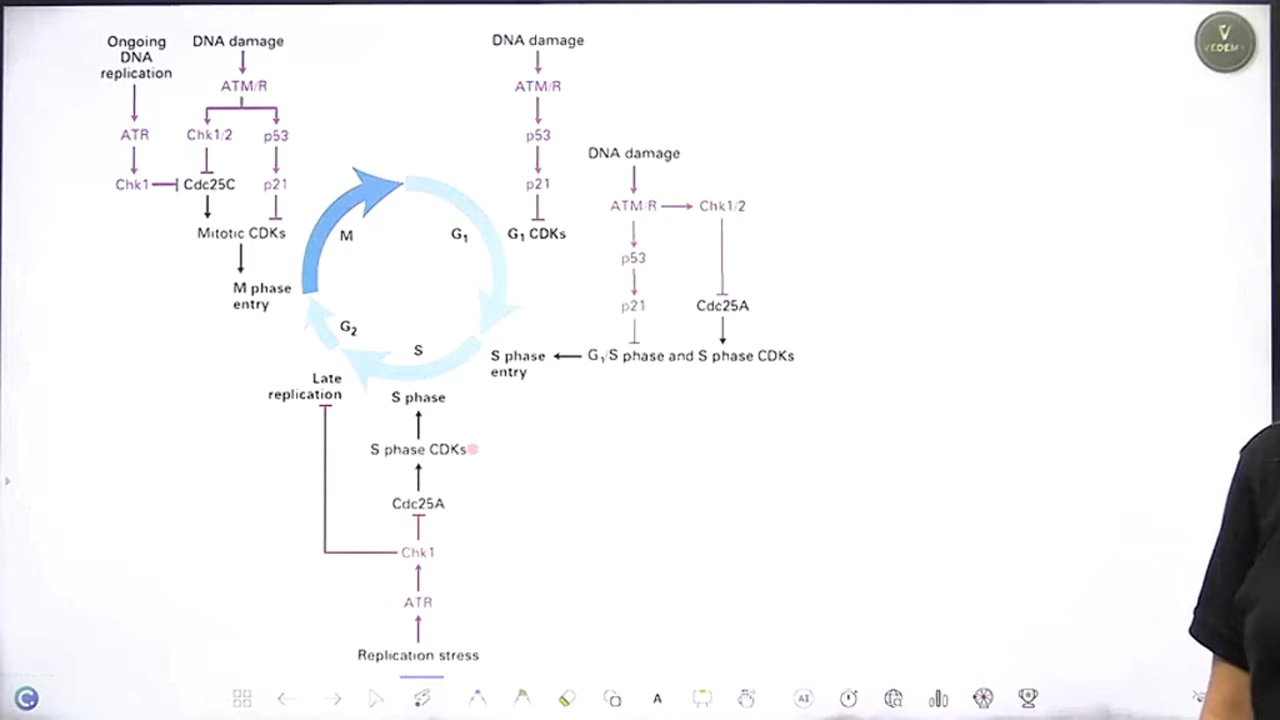 Ongoing
DNA
replication
ATR
Chk1
DNA damage
ATM/R
Chk1/2
p53
Cdc25C
p21
Mitotic CDKs
M phase
entry
DNA damage
ATM/R
p53
p21
G₁ CDKs
DNA damage
ATM/R
Chk1/2
p53
p21
Cdc25A
G₁/S phase and S phase CDKs
S phase
entry
M
G₁
G₂
S
Late
replication
S phase
S phase CDKs
Cdc25A
Chk1
ATR
Replication stress
VEDEMY
A
AI